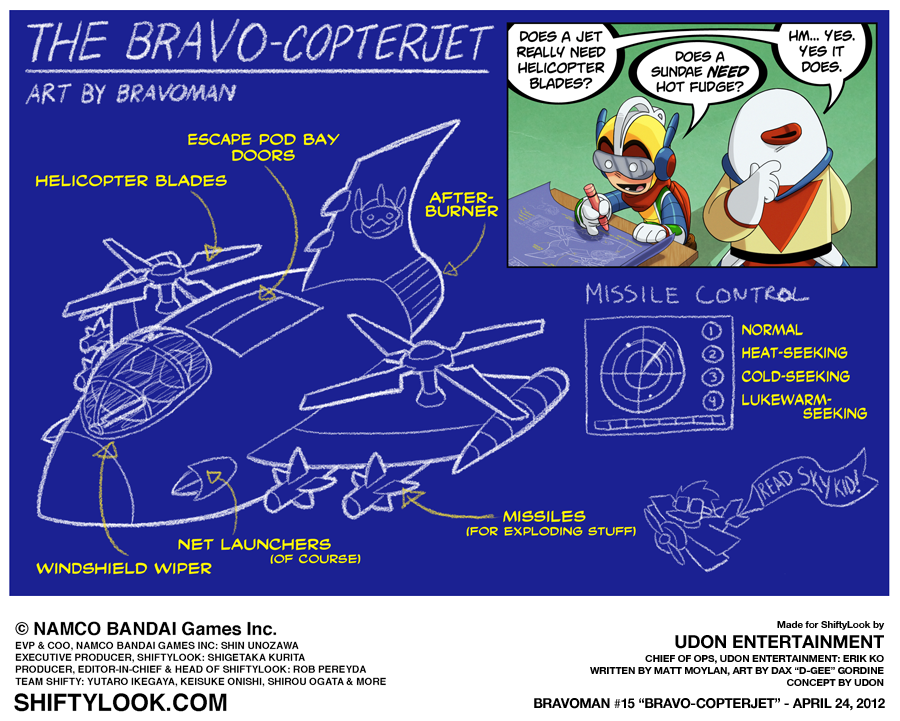 THE BRAVO-COPTERJET
ART BY BRAVOMAN
DOES A JET
REALLY NEED
HELICOPTER
BLADES?
DOES A
SUNDAE NEED
HOT FUDGE?
HM... YES.
YES IT
DOES.
ESCAPE POD BAY
DOORS
HELICOPTER BLADES
AFTER-
BURNER
MISSILE CONTROL
1 NORMAL
2 HEAT-SEEKING
3 COLD-SEEKING
4 LUKEWARM-
SEEKING
READ SKY KID!
MISSILES
(FOR EXPLODING STUFF)
NET LAUNCHERS
(OF COURSE)
WINDSHIELD WIPER
© NAMCO BANDAI Games Inc.
EVP & COO, NAMCO BANDAI GAMES INC: SHIN UNOZAWA
EXECUTIVE PRODUCER, SHIFTYLOOK: SHIGETAKA KURITA
PRODUCER, EDITOR-IN-CHIEF & HEAD OF SHIFTYLOOK: ROB PEREYDA
TEAM SHIFTY: YUTARO IKEGAYA, KEISUKE ONISHI, SHIROU OGATA & MORE
SHIFTYLOOK.COM
Made for ShiftyLook by
UDON ENTERTAINMENT
CHIEF OF OPS, UDON ENTERTAINMENT: ERIK KO
WRITTEN BY MATT MOYLAN, ART BY DAX "D-GEE" GORDINE
CONCEPT BY UDON
BRAVOMAN #15 "BRAVO-COPTERJET" - APRIL 24, 2012